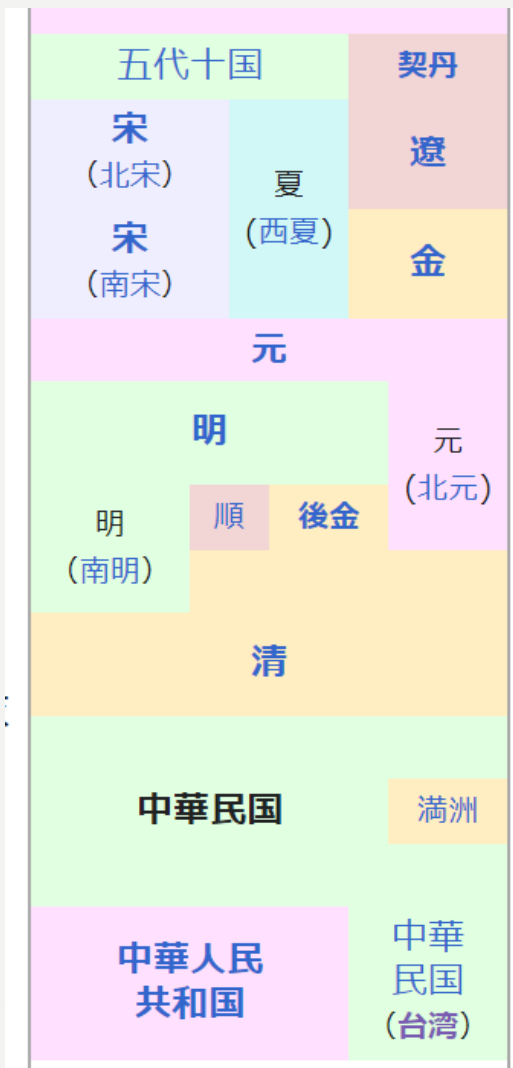 五代十国
契丹
宋
(北宋)
遼
夏
(西夏)
宋
(南宋)
金
元
明
元
(北元)
明
(南明)
順
後金
清
中華民国
満洲
中華人民
共和国
中華
民国
(台湾)